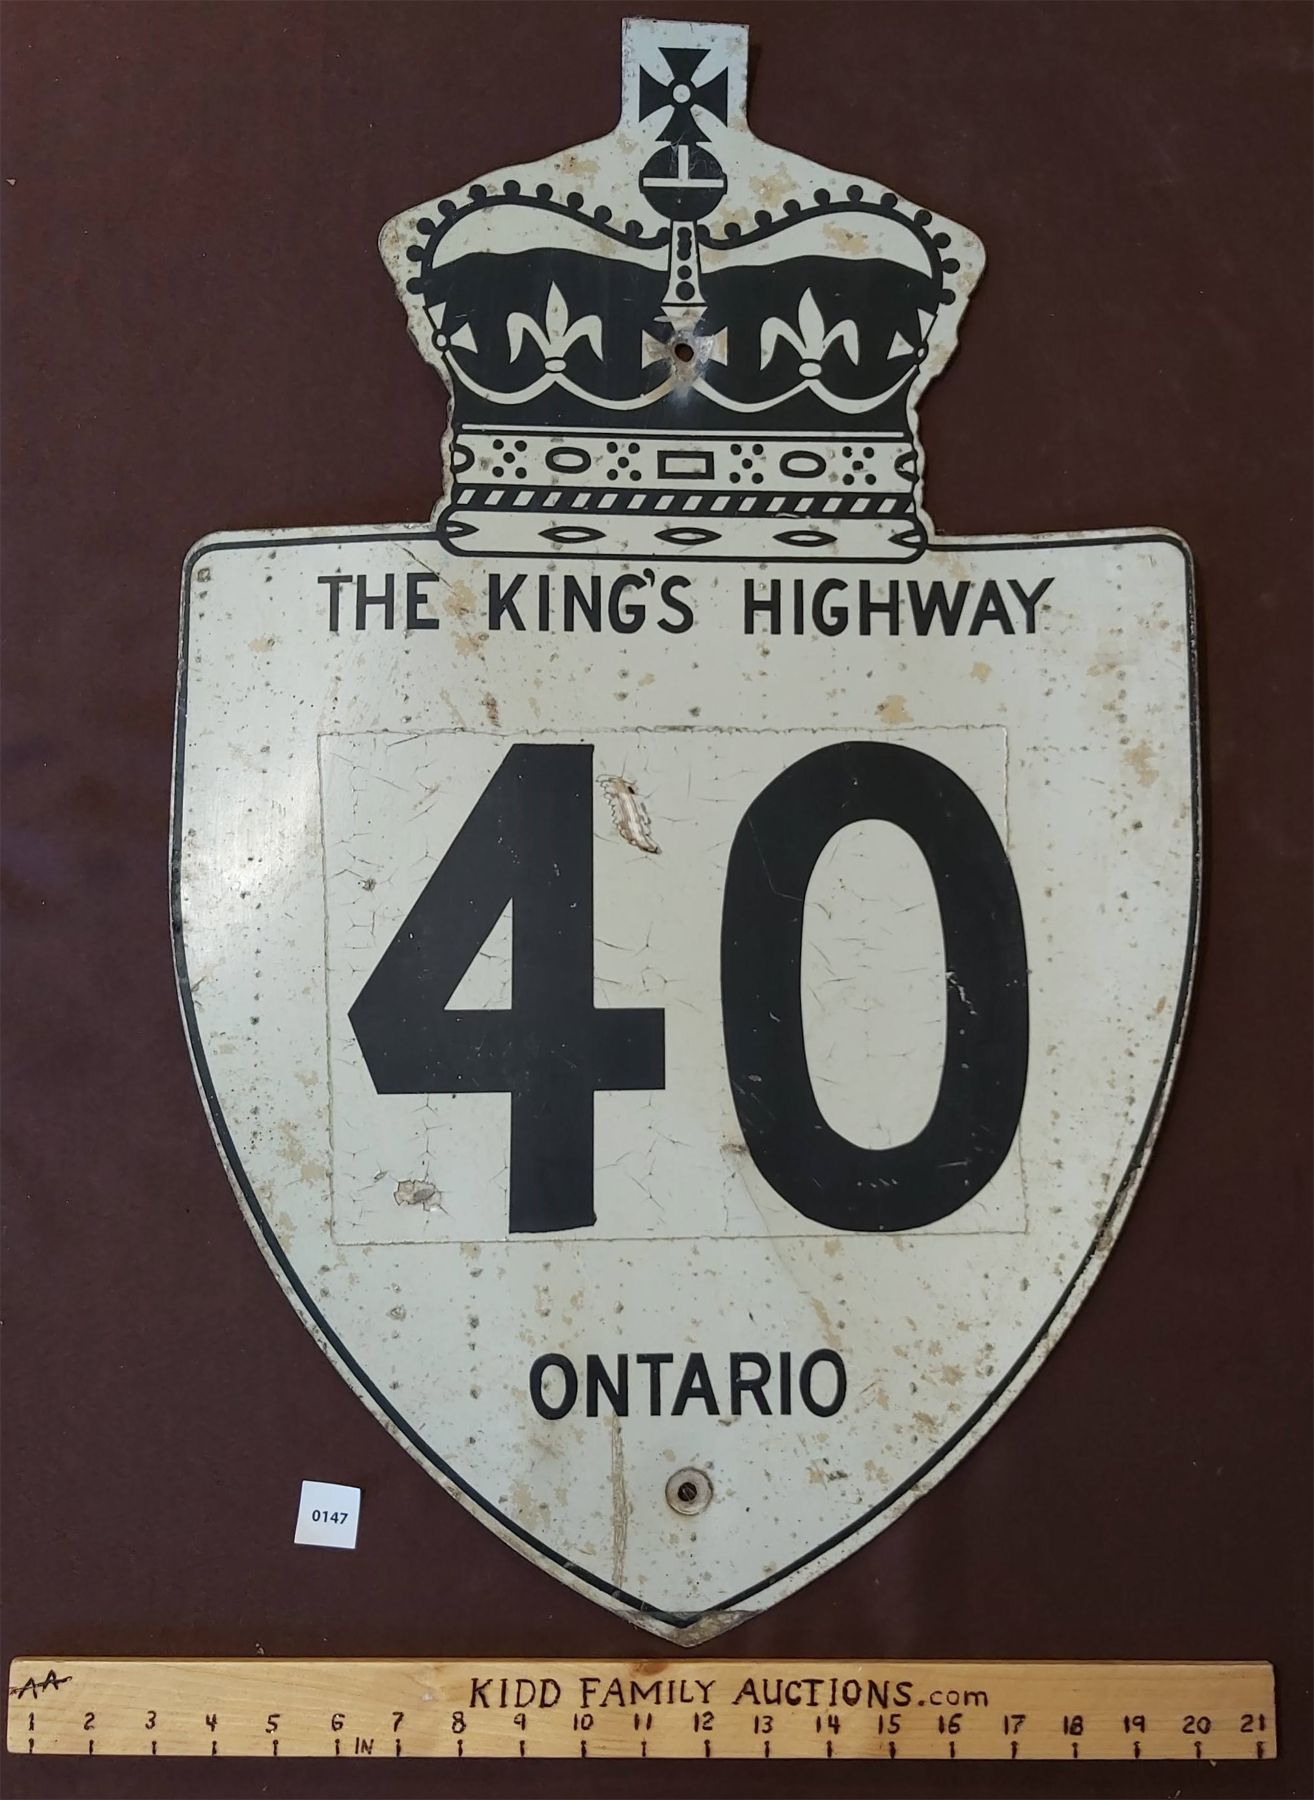 THE KING'S HIGHWAY
40
ONTARIO
0147
AA
KIDD FAMILY AUCTIONS.com
1 2 3 4 5 6 IN 7 8 9 10 11 12 13 14 15 16 17 18 19 20 21